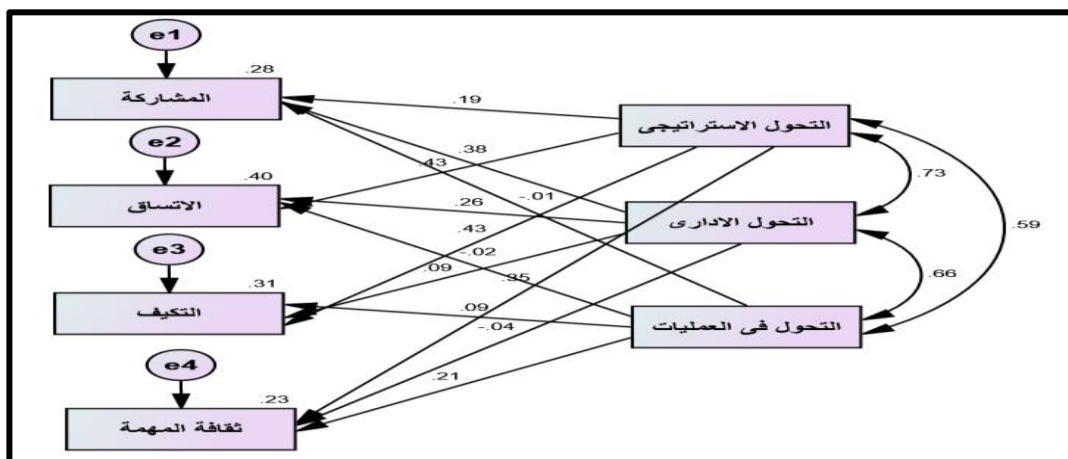 e1
.28
المشاركة
.19
التحول الاستراتيجى
e2
.38
.43
-.01
.73
.40
الاتساق
.26
التحول الادارى
.59
e3
.43
-.02
.31
.09
.35
.66
التكيف
.09
التحول فى العمليات
-.04
e4
.21
.23
ثقافة المهمة